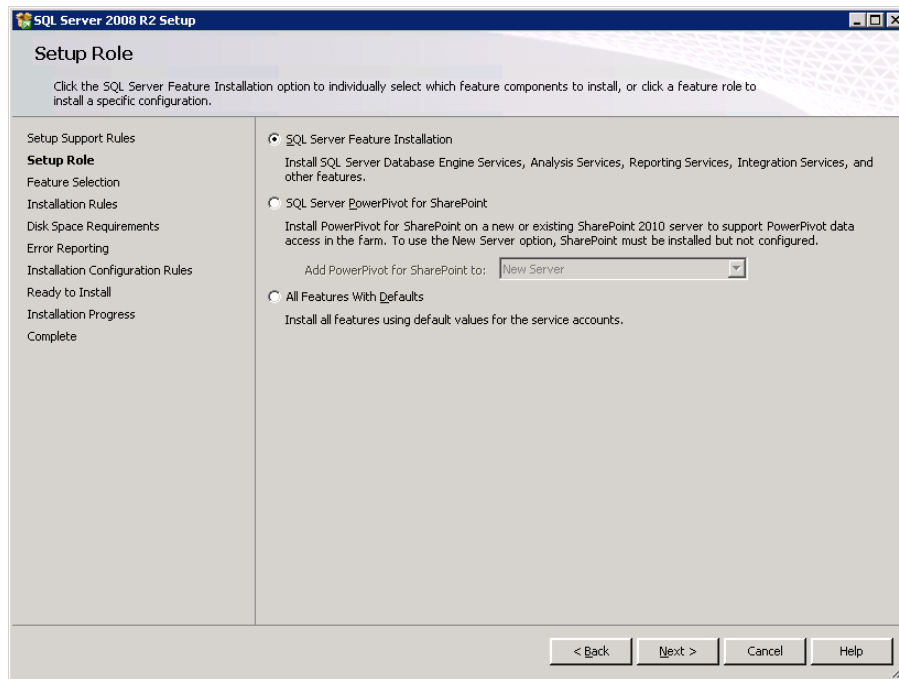 SQL Server 2008 R2 Setup
Setup Role
Click the SQL Server Feature Installation option to individually select which feature components to install, or click a feature role to
install a specific configuration.
Setup Support Rules
Setup Role
Feature Selection
Installation Rules
Disk Space Requirements
Error Reporting
Installation Configuration Rules
Ready to Install
Installation Progress
Complete
SQL Server Feature Installation
Install SQL Server Database Engine Services, Analysis Services, Reporting Services, Integration Services, and
other features.
SQL Server PowerPivot for SharePoint
Install PowerPivot for SharePoint on a new or existing SharePoint 2010 server to support PowerPivot data
access in the farm. To use the New Server option, SharePoint must be installed but not configured.
Add PowerPivot for SharePoint to: New Server
All Features With Defaults
Install all features using default values for the service accounts.
< Back Next > Cancel Help